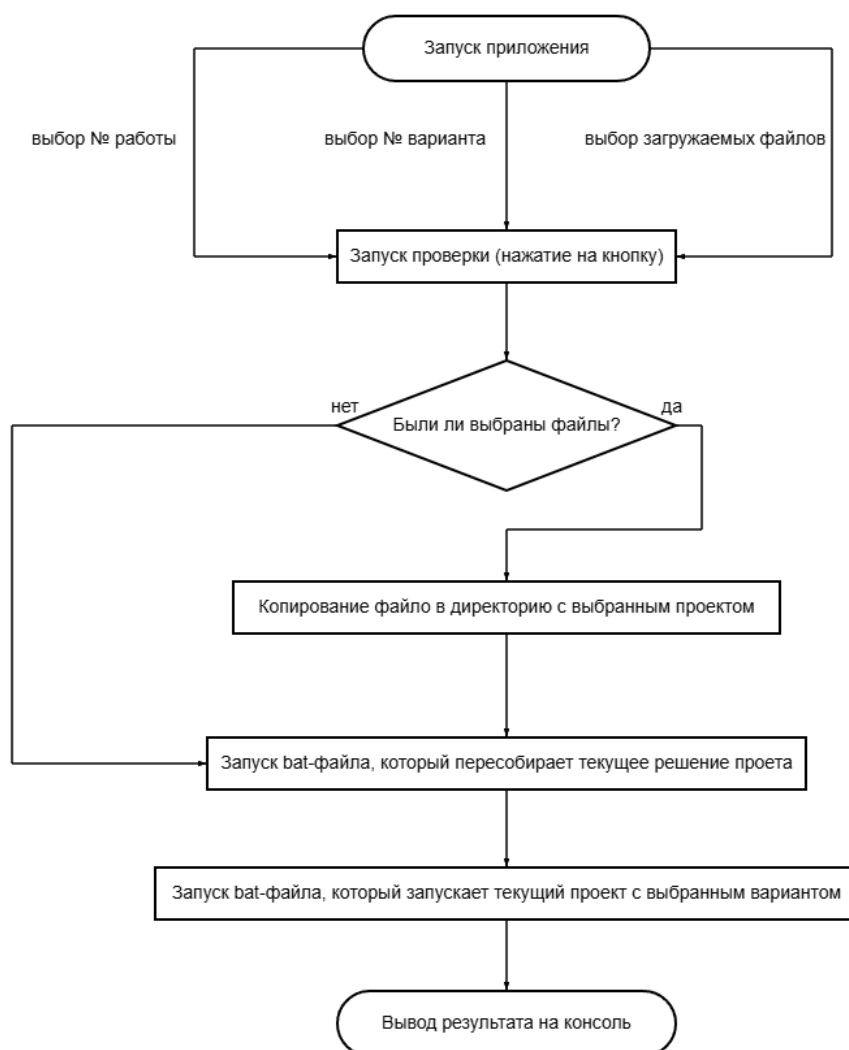 Запуск приложения
выбор № работы
выбор № варианта
выбор загружаемых файлов
Запуск проверки (нажатие на кнопку)
нет
да
Были ли выбраны файлы?
Копирование файло в директорию с выбранным проектом
Запуск bat-файла, который пересобирает текущее решение проета
Запуск bat-файла, который запускает текущий проект с выбранным вариантом
Вывод результата на консоль